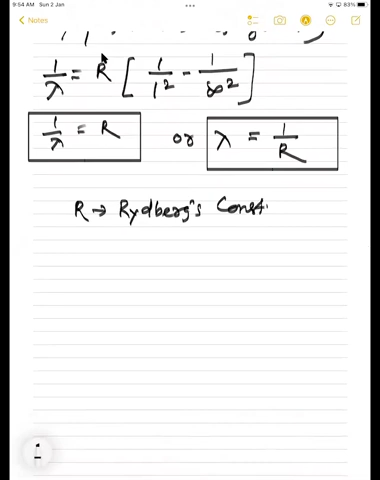 9:54 AM Sun 2 Jan
83%
Notes
1/λ = R [ 1/1² - 1/∞² ]
1/λ = R or λ = 1/R
R → Rydberg's Const.